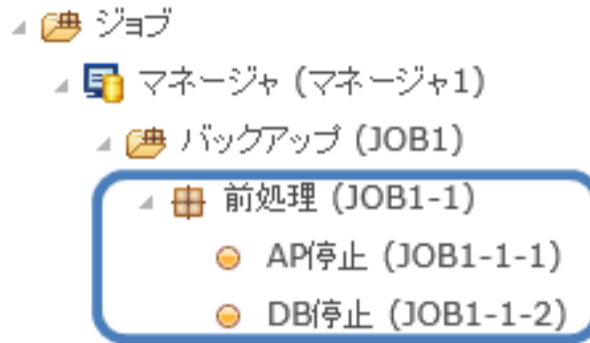 ジョブ
マネージャ (マネージャ1)
バックアップ (JOB1)
前処理 (JOB1-1)
AP停止 (JOB1-1-1)
DB停止 (JOB1-1-2)